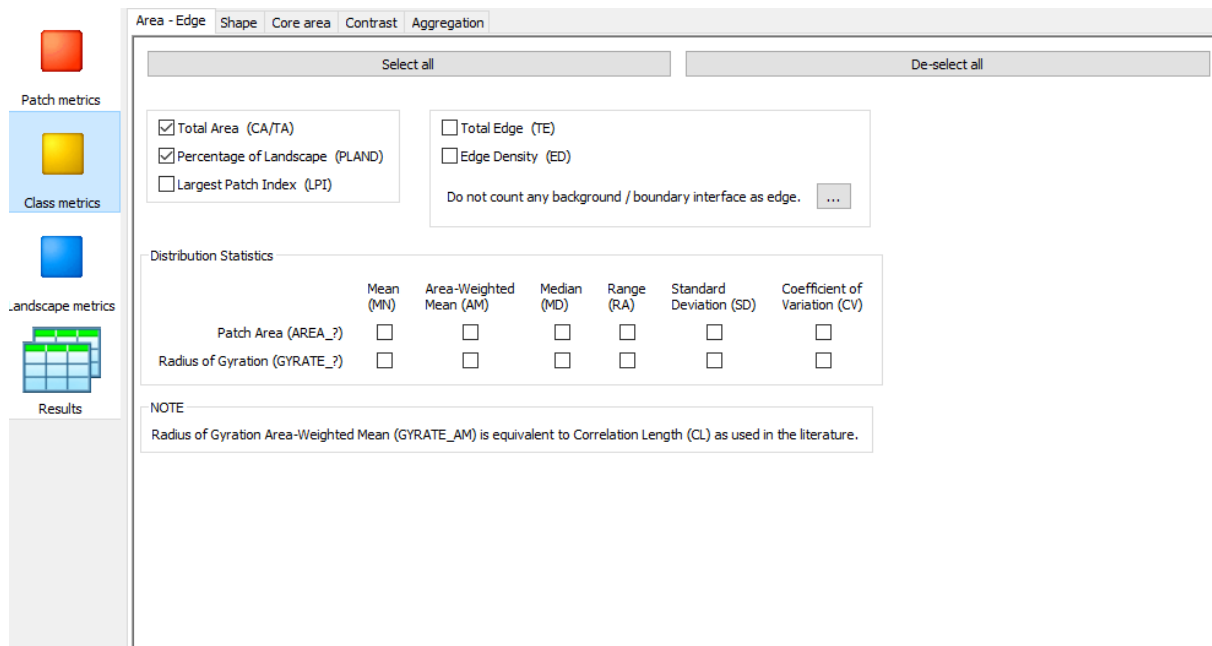 Area - Edge Shape Core area Contrast Aggregation
Select all De-select all
Patch metrics
Class metrics
Landscape metrics
Results
Total Area (CA/TA)
Percentage of Landscape (PLAND)
Largest Patch Index (LPI)
Total Edge (TE)
Edge Density (ED)
Do not count any background / boundary interface as edge. ...
Distribution Statistics
Mean Area-Weighted Median Range Standard Coefficient of
(MN) Mean (AM) (MD) (RA) Deviation (SD) Variation (CV)
Patch Area (AREA_?)
Radius of Gyration (GYRATE_?)
NOTE
Radius of Gyration Area-Weighted Mean (GYRATE_AM) is equivalent to Correlation Length (CL) as used in the literature.